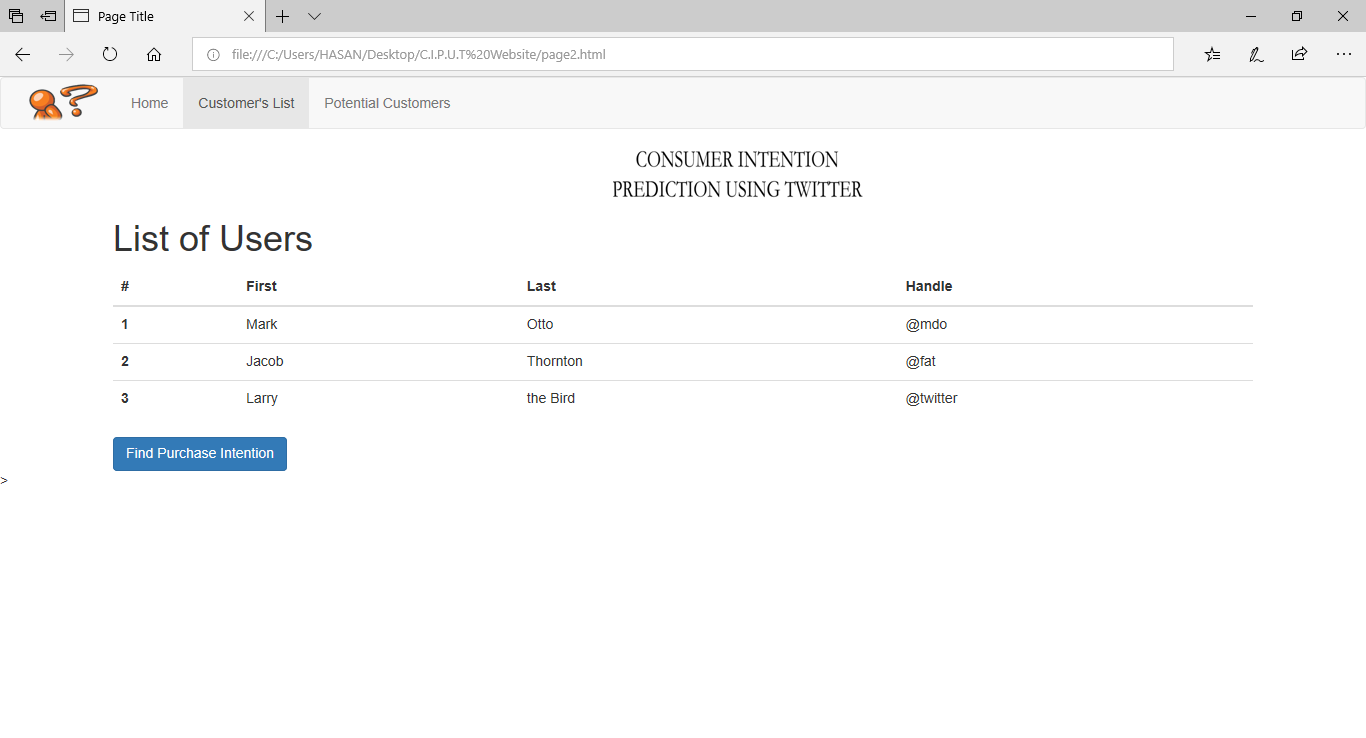 Page Title
file:///C:/Users/HASAN/Desktop/C.I.P.U.T%20Website/page2.html
Home Customer's List Potential Customers
CONSUMER INTENTION
PREDICTION USING TWITTER
List of Users
# First Last Handle
1 Mark Otto @mdo
2 Jacob Thornton @fat
3 Larry the Bird @twitter
Find Purchase Intention
>